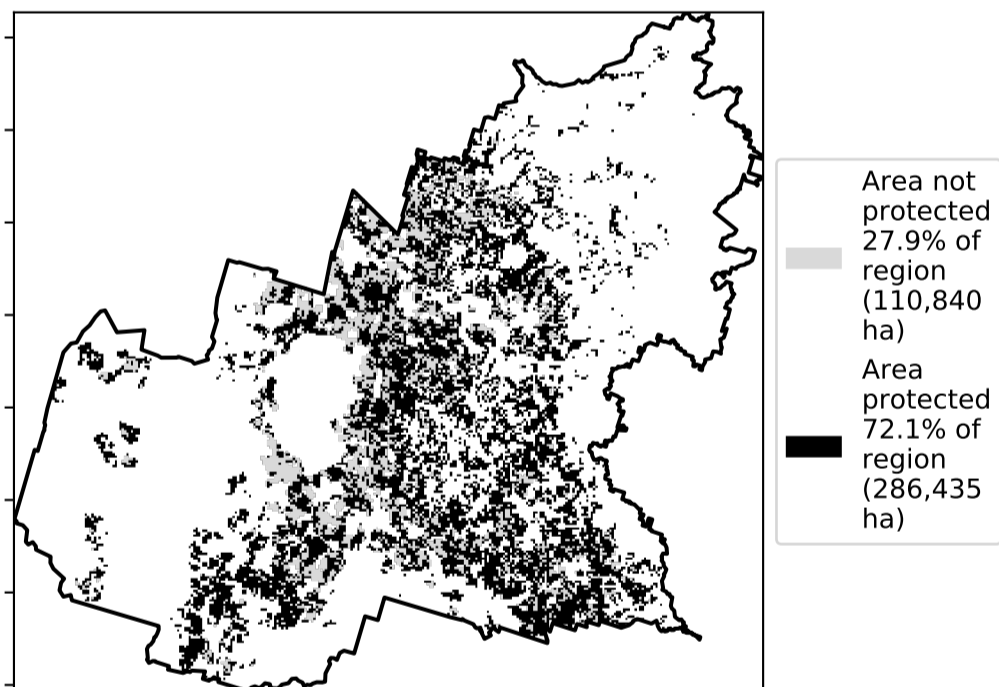 Area not
protected
27.9% of
region
(110,840
ha)
Area
protected
72.1% of
region
(286,435
ha)